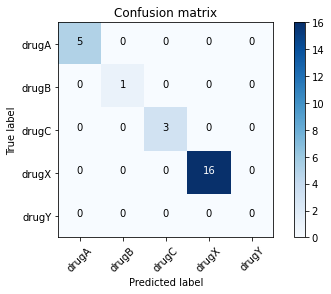 Confusion matrix
True label
drugA 5 0 0 0 0
drugB 0 1 0 0 0
drugC 0 0 3 0 0
drugX 0 0 0 16 0
drugY 0 0 0 0 0
drugA drugB drugC drugX drugY
Predicted label
16
14
12
10
8
6
4
2
0